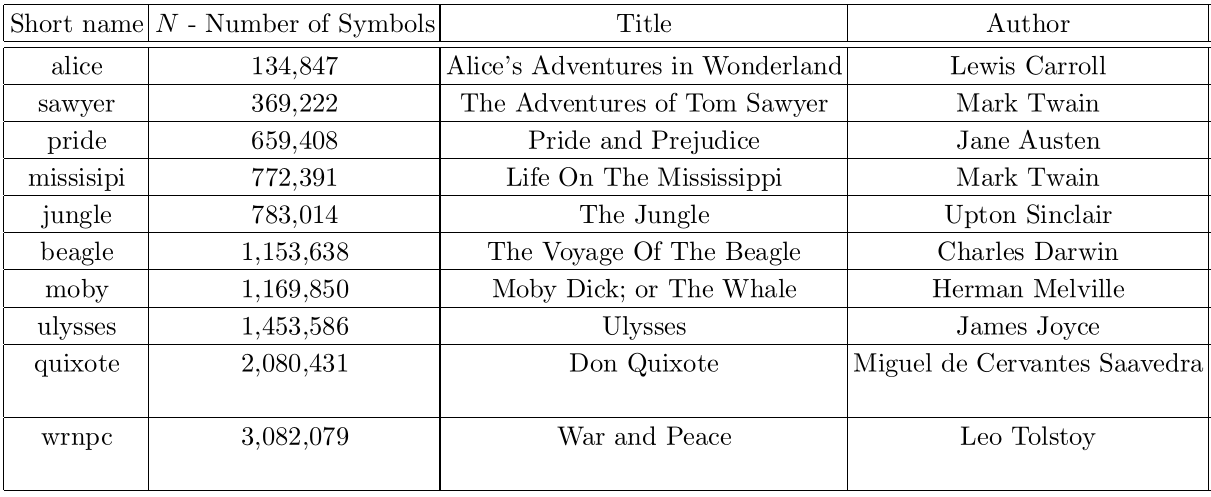 Short name N - Number of Symbols Title Author
alice 134,847 Alice's Adventures in Wonderland Lewis Carroll
sawyer 369,222 The Adventures of Tom Sawyer Mark Twain
pride 659,408 Pride and Prejudice Jane Austen
missisipi 772,391 Life On The Mississippi Mark Twain
jungle 783,014 The Jungle Upton Sinclair
beagle 1,153,638 The Voyage Of The Beagle Charles Darwin
moby 1,169,850 Moby Dick; or The Whale Herman Melville
ulysses 1,453,586 Ulysses James Joyce
quixote 2,080,431 Don Quixote Miguel de Cervantes Saavedra
wrnpc 3,082,079 War and Peace Leo Tolstoy